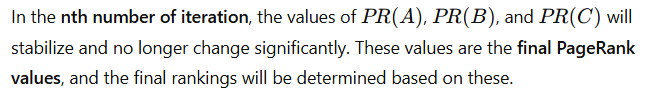 In the nth number of iteration, the values of PR(A), PR(B), and PR(C) will
stabilize and no longer change significantly. These values are the final PageRank
values, and the final rankings will be determined based on these.